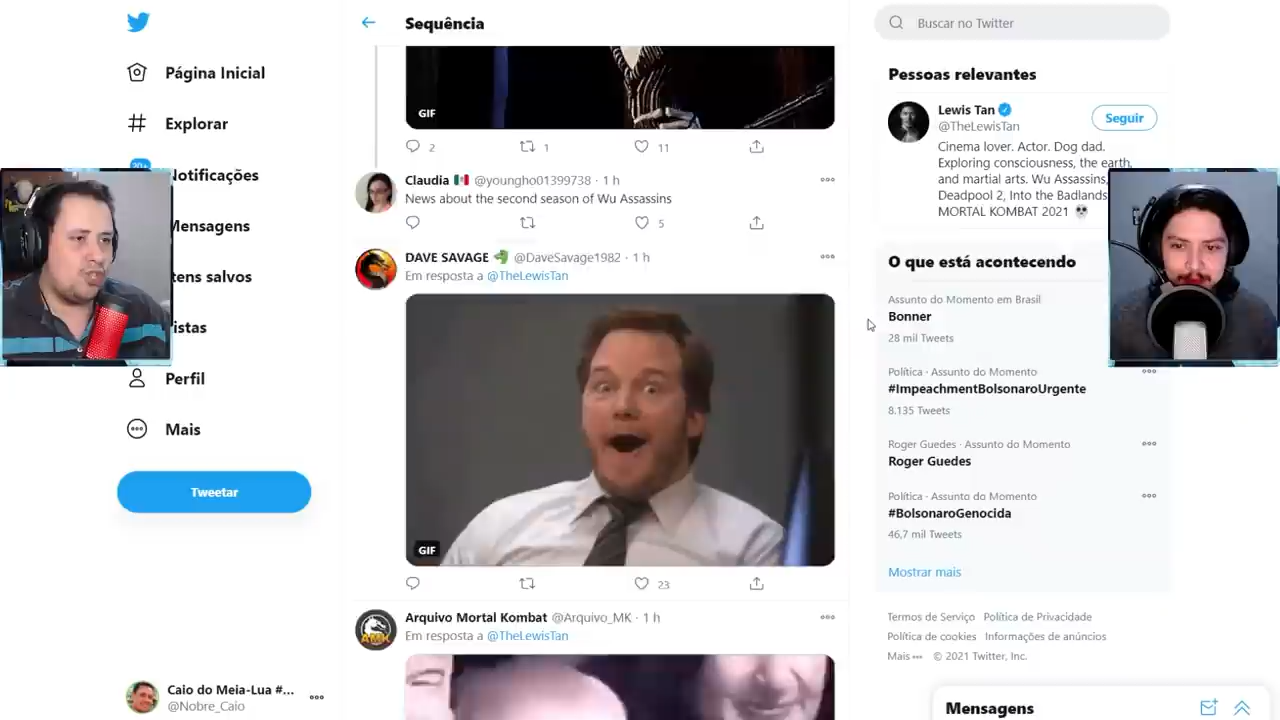 Página Inicial
Explorar
20+
Notificações
Mensagens
Itens salvos
Listas
Perfil
Mais
Tweetar
Caio do Meia-Lua #...
@Nobre_Caio
Sequência
GIF
2
1
11
Claudia 🇲🇽 @youngho01399738 · 1 h
News about the second season of Wu Assassins
5
DAVE SAVAGE 🐲 @DaveSavage1982 · 1 h
Em resposta a @TheLewisTan
GIF
23
Arquivo Mortal Kombat @Arquivo_MK · 1 h
Em resposta a @TheLewisTan
AMK
Buscar no Twitter
Pessoas relevantes
Lewis Tan
@TheLewisTan
Seguir
Cinema lover. Actor. Dog dad.
Exploring consciousness, the earth,
and martial arts. Wu Assassins,
Deadpool 2, Into the Badlands
MORTAL KOMBAT 2021 💀
O que está acontecendo
Assunto do Momento em Brasil
Bonner
28 mil Tweets
Política · Assunto do Momento
#ImpeachmentBolsonaroUrgente
8.135 Tweets
Roger Guedes · Assunto do Momento
Roger Guedes
Política · Assunto do Momento
#BolsonaroGenocida
46,7 mil Tweets
Mostrar mais
Termos de Serviço Política de Privacidade
Política de cookies Informações de anúncios
Mais ••• © 2021 Twitter, Inc.
Mensagens